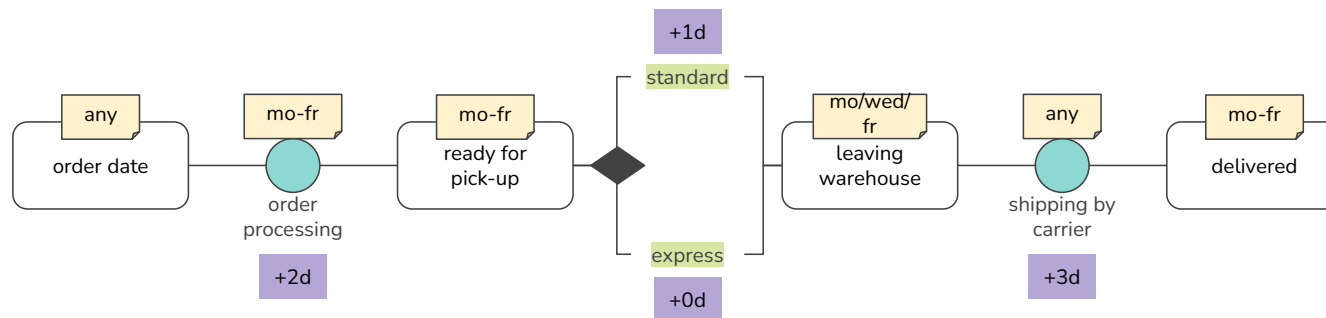 +1d
standard
any
mo-fr
mo-fr
mo/wed/
fr
any
mo-fr
order date
ready for
pick-up
leaving
warehouse
delivered
order
processing
shipping by
carrier
express
+2d
+0d
+3d